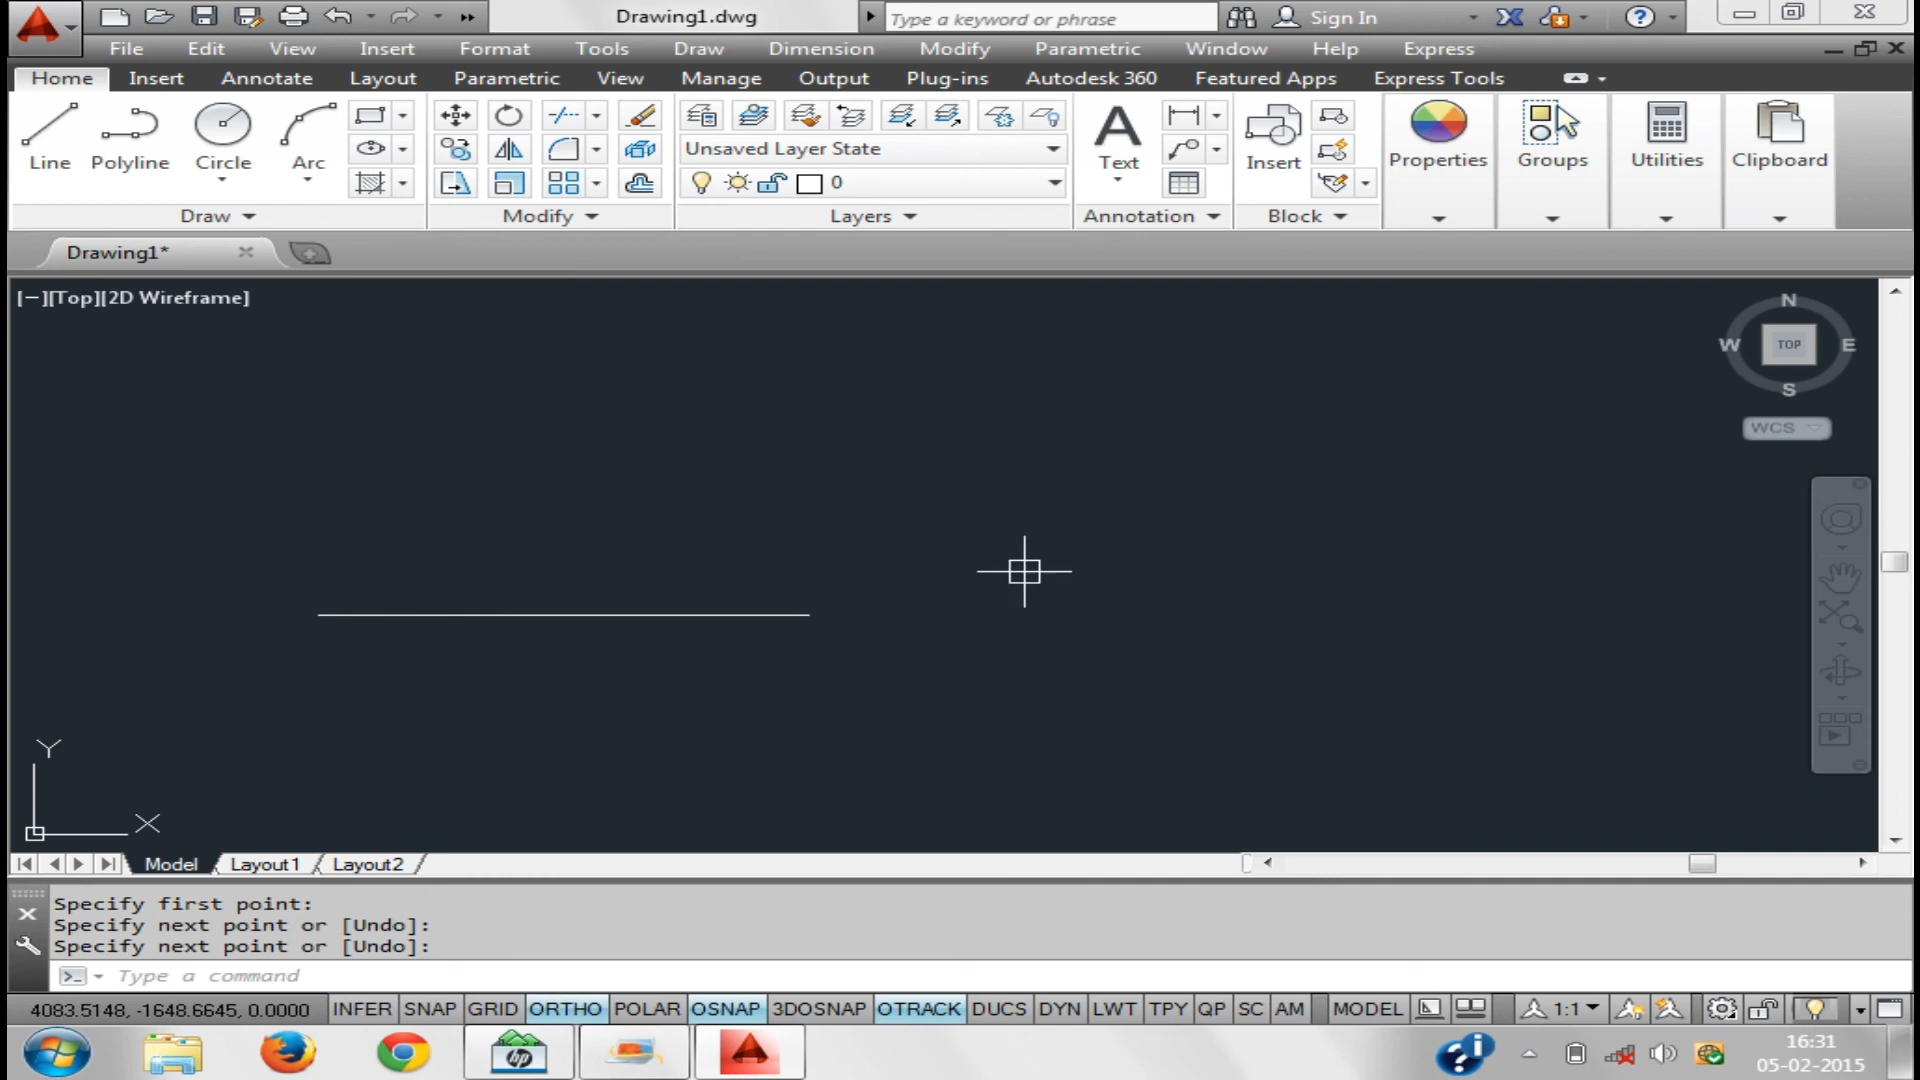 Drawing1.dwg
Type a keyword or phrase
Sign In
File Edit View Insert Format Tools Draw Dimension Modify Parametric Window Help Express
Home Insert Annotate Layout Parametric View Manage Output Plug-ins Autodesk 360 Featured Apps Express Tools
Unsaved Layer State
Line Polyline Circle Arc Text Insert Properties Groups Utilities Clipboard
0
Draw Modify Layers Annotation Block
Drawing1*
[−][Top][2D Wireframe]
N
W TOP E
S
WCS
Y
X
Model Layout1 Layout2
Specify first point:
Specify next point or [Undo]:
Specify next point or [Undo]:
Type a command
4083.5148, -1648.6645, 0.0000 INFER SNAP GRID ORTHO POLAR OSNAP 3DOSNAP OTRACK DUCS DYN LWT TPY QP SC AM MODEL 1:1
hp
16:31
05-02-2015